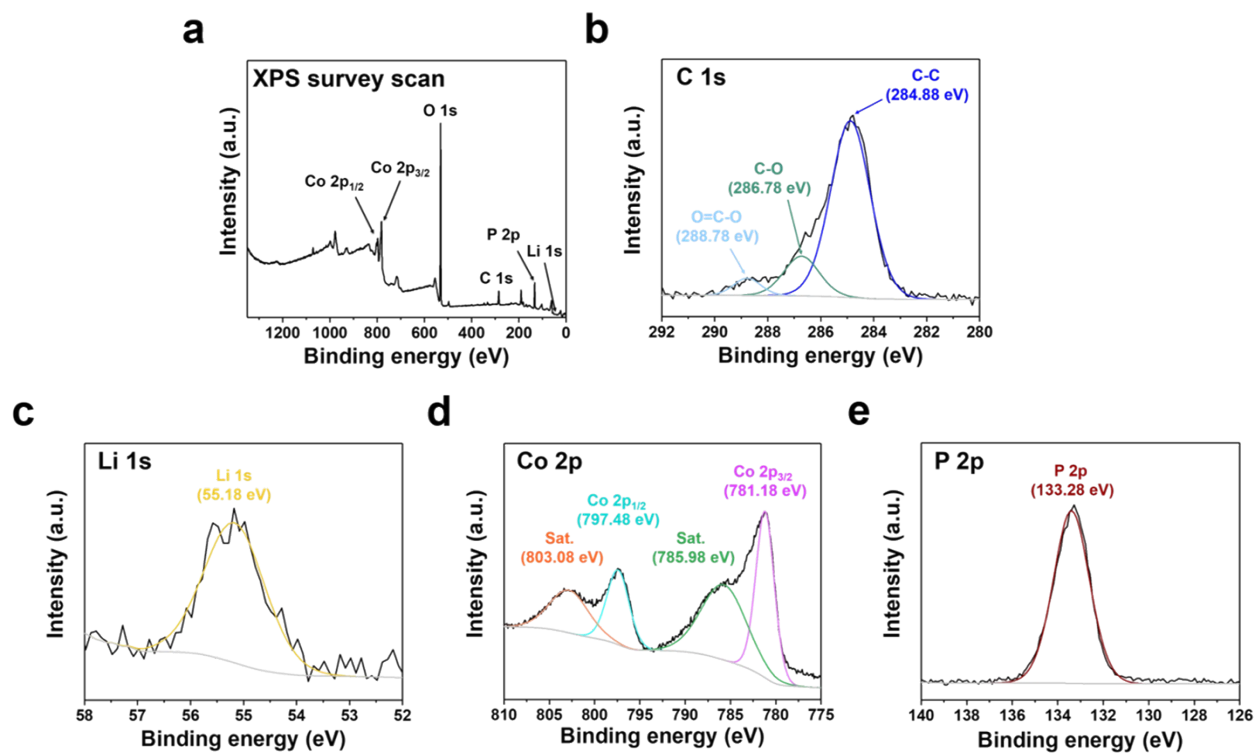 a
XPS survey scan
O 1s
Co 2p3/2
Co 2p1/2
P 2p
Li 1s
C 1s
Intensity (a.u.)
1200 1000 800 600 400 200 0
Binding energy (eV)
b
C 1s
C-C
(284.88 eV)
C-O
(286.78 eV)
O=C-O
(288.78 eV)
Intensity (a.u.)
292 290 288 286 284 282 280
Binding energy (eV)
c
Li 1s
Li 1s
(55.18 eV)
Intensity (a.u.)
58 57 56 55 54 53 52
Binding energy (eV)
d
Co 2p
Co 2p3/2
(781.18 eV)
Co 2p1/2
(797.48 eV)
Sat.
(803.08 eV)
Sat.
(785.98 eV)
Intensity (a.u.)
810 805 800 795 790 785 780 775
Binding energy (eV)
e
P 2p
P 2p
(133.28 eV)
Intensity (a.u.)
140 138 136 134 132 130 128 126
Binding energy (eV)